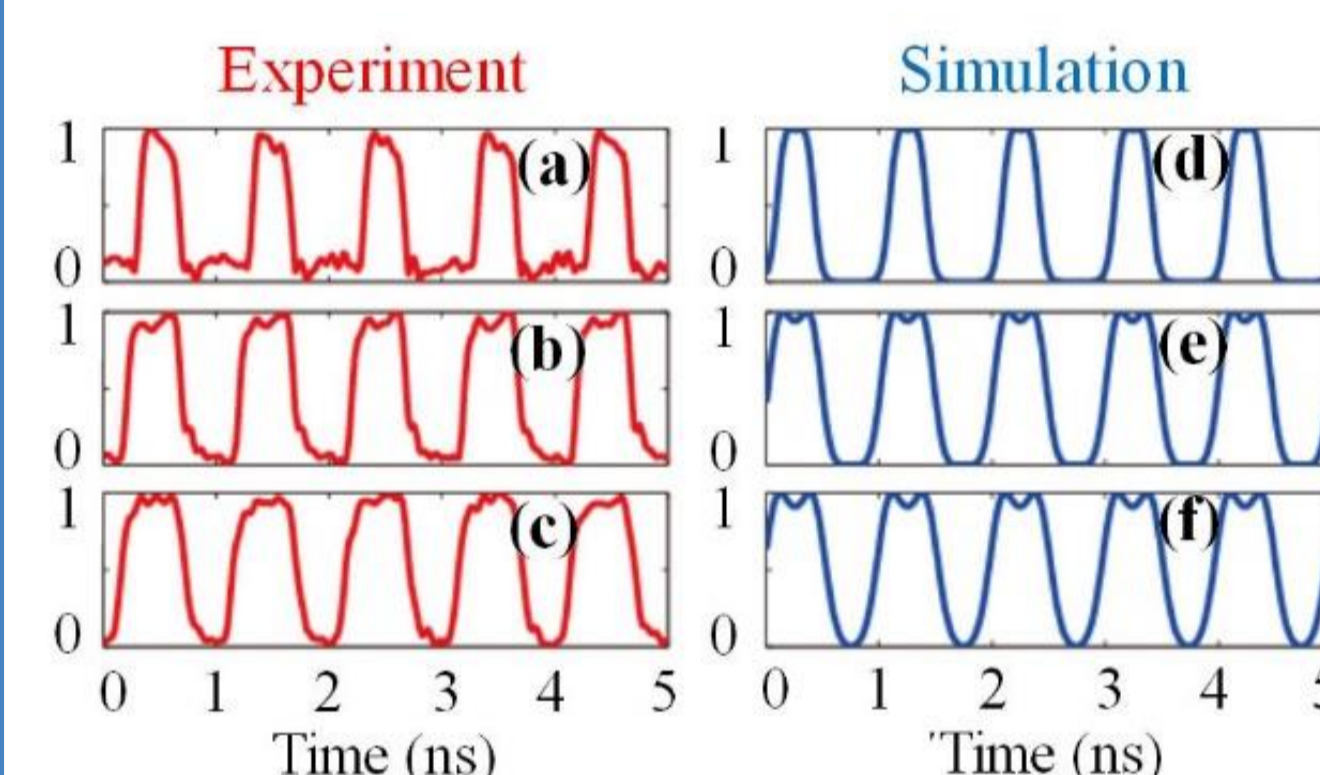 Experiment Simulation
1 (a) 1 (d)
0 0
1 (b) 1 (e)
0 0
1 (c) 1 (f)
0 0
0 1 2 3 4 5 0 1 2 3 4
Time (ns) Time (ns)